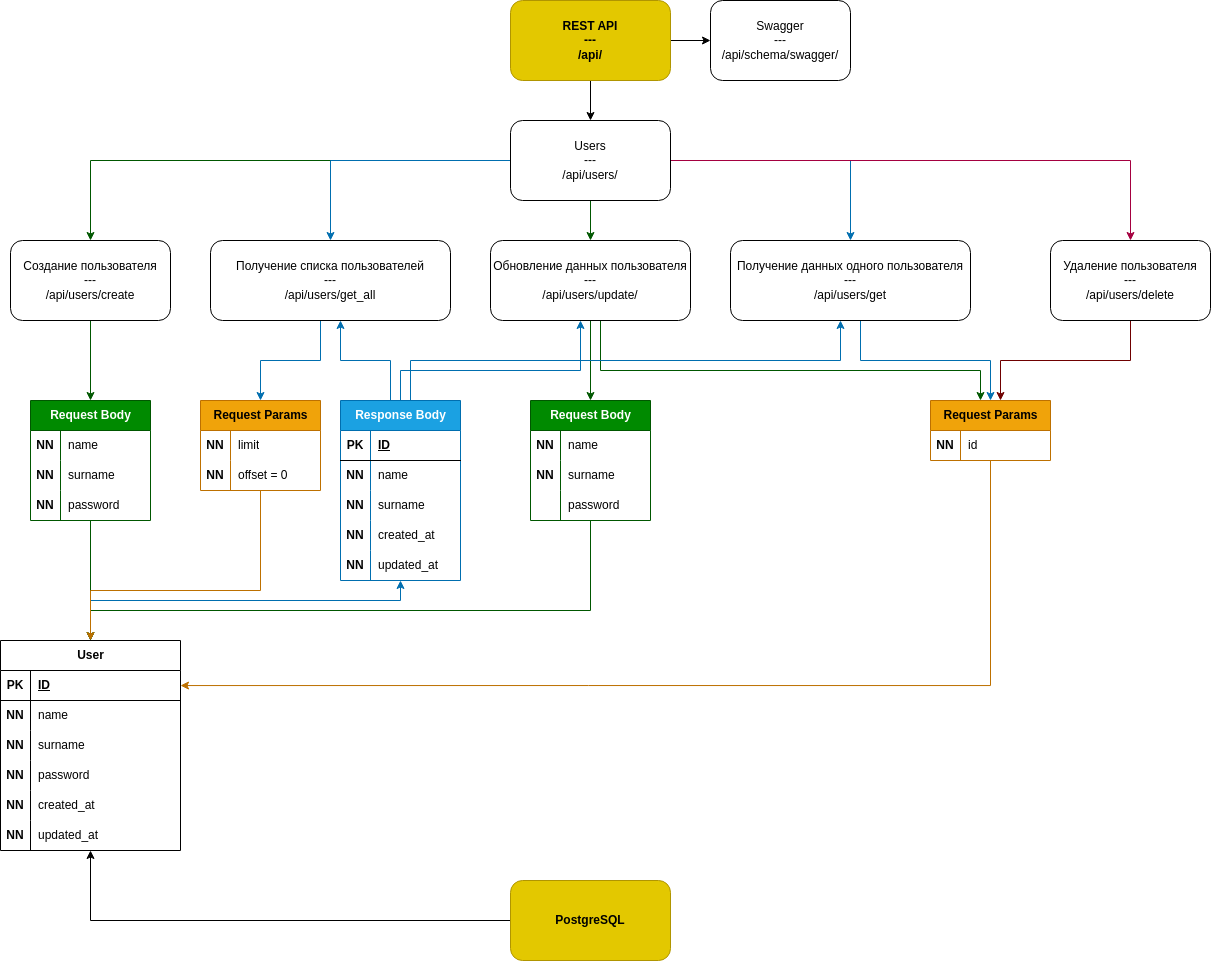 REST API
---
/api/
Swagger
---
/api/schema/swagger/
Users
---
/api/users/
Создание пользователя
---
/api/users/create
Получение списка пользователей
---
/api/users/get_all
Обновление данных пользователя
---
/api/users/update/
Получение данных одного пользователя
---
/api/users/get
Удаление пользователя
---
/api/users/delete
Request Body
NN name
NN surname
NN password
Request Params
NN limit
NN offset = 0
Response Body
PK ID
NN name
NN surname
NN created_at
NN updated_at
Request Body
NN name
NN surname
password
Request Params
NN id
User
PK ID
NN name
NN surname
NN password
NN created_at
NN updated_at
PostgreSQL